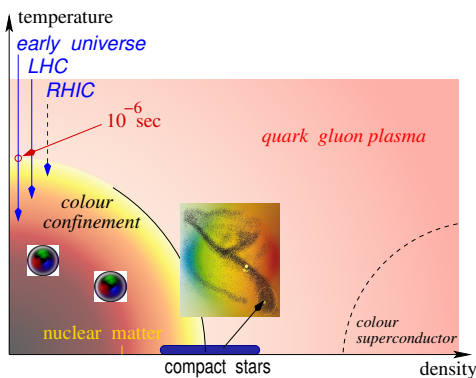 temperature
early universe
LHC
RHIC
10^-6 sec
quark gluon plasma
colour
confinement
nuclear matter
colour
superconductor
compact stars
density